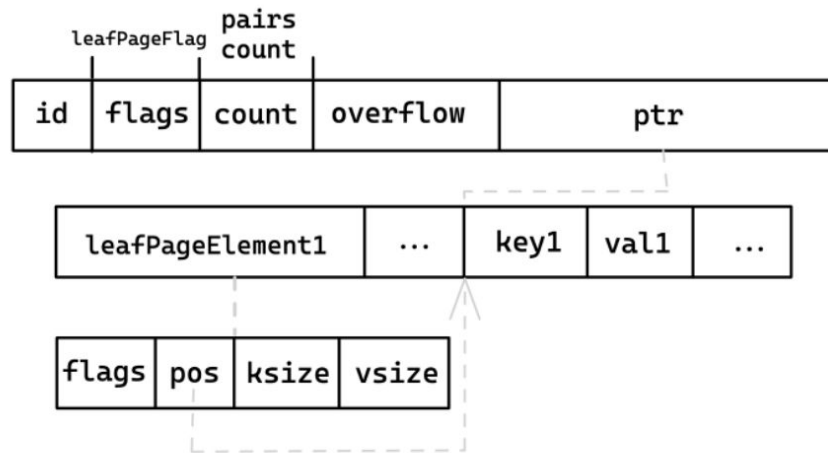 leafPageFlag
pairs
count
id flags count overflow ptr
leafPageElement1 ... key1 val1 ...
flags pos ksize vsize